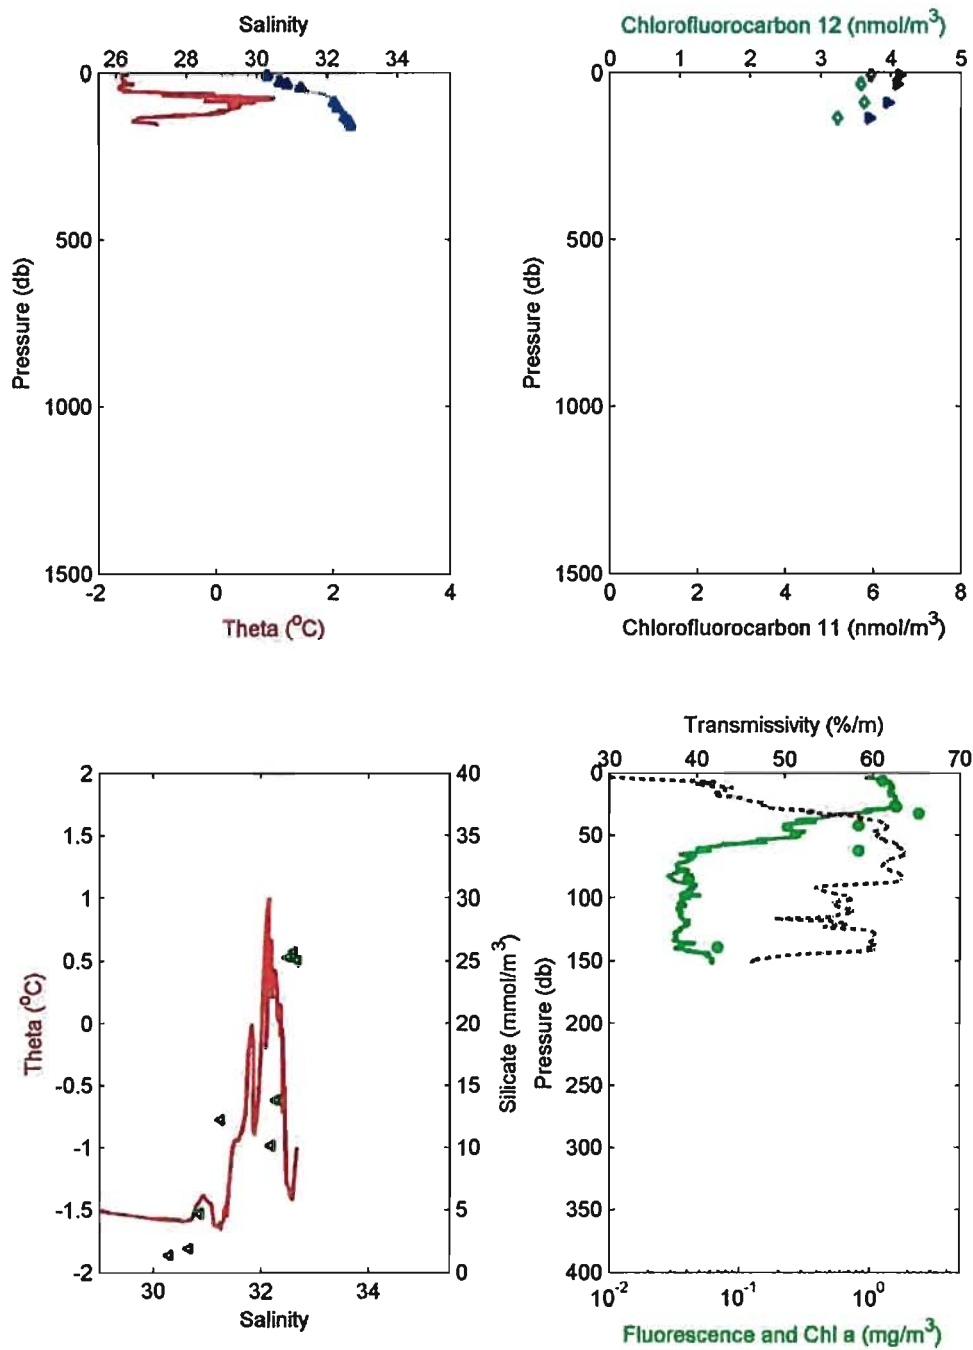 Salinity
26 28 30 32 34
0
500
1000
1500
Pressure (db)
-2 0 2 4
Theta (°C)
Chlorofluorocarbon 12 (nmol/m³)
0 1 2 3 4 5
0
500
1000
1500
Pressure (db)
0 2 4 6 8
Chlorofluorocarbon 11 (nmol/m³)
2
1.5
1
0.5
0
-0.5
-1
-1.5
-2
Theta (°C)
40
35
30
25
20
15
10
5
0
Silicate (mmol/m³)
30 32 34
Salinity
Transmissivity (%/m)
30 40 50 60 70
0
50
100
150
200
250
300
350
400
Pressure (db)
10⁻² 10⁻¹ 10⁰
Fluorescence and Chl a (mg/m³)